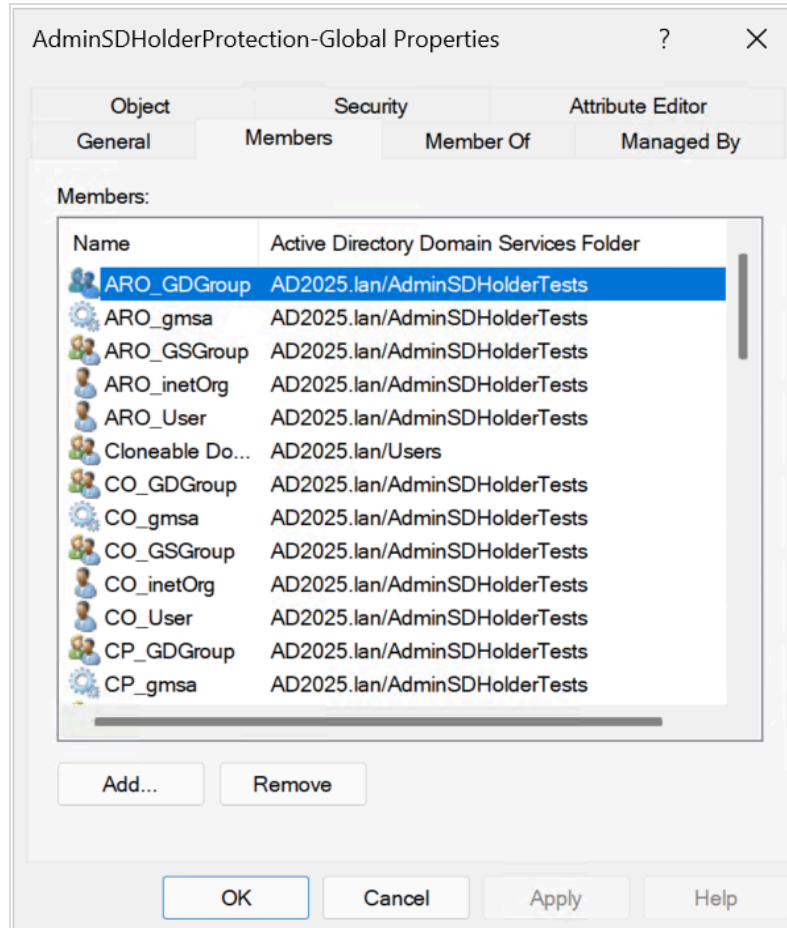 AdminSDHolderProtection-Global Properties ? X
Object Security Attribute Editor
General Members Member Of Managed By
Members:
Name Active Directory Domain Services Folder
ARO_GDGroup AD2025.lan/AdminSDHolderTests
ARO_gmsa AD2025.lan/AdminSDHolderTests
ARO_GSGroup AD2025.lan/AdminSDHolderTests
ARO_inetOrg AD2025.lan/AdminSDHolderTests
ARO_User AD2025.lan/AdminSDHolderTests
Cloneable Do... AD2025.lan/Users
CO_GDGroup AD2025.lan/AdminSDHolderTests
CO_gmsa AD2025.lan/AdminSDHolderTests
CO_GSGroup AD2025.lan/AdminSDHolderTests
CO_inetOrg AD2025.lan/AdminSDHolderTests
CO_User AD2025.lan/AdminSDHolderTests
CP_GDGroup AD2025.lan/AdminSDHolderTests
CP_gmsa AD2025.lan/AdminSDHolderTests
Add... Remove
OK Cancel Apply Help